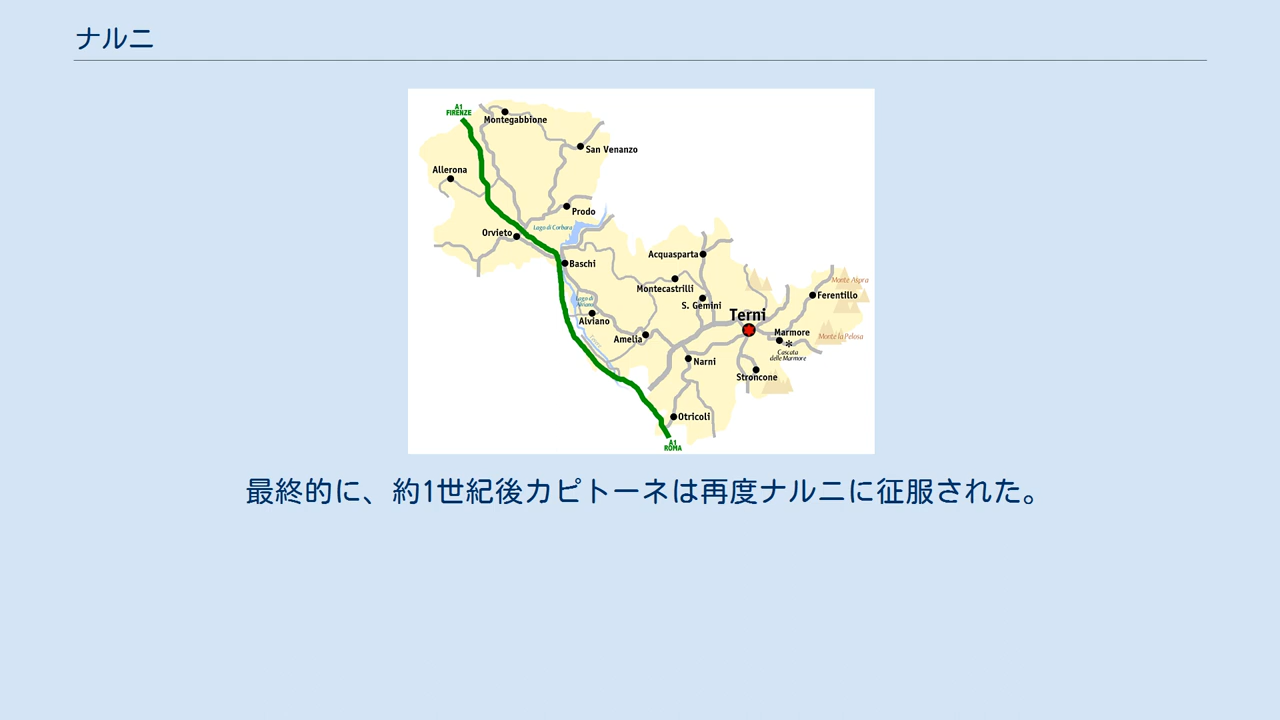 ナルニ
A1
FIRENZE
Montegabbione
San Venanzo
Allerona
Prodo
Orvieto
Lago di Corbara
Baschi
Acquasparta
Montecastrilli
Monte Aspra
Ferentillo
Lago di
Alviano
S. Gemini
Terni
Alviano
Amelia
Marmore
Monte la Pelosa
Cascata
delle Marmore
Narni
Stroncone
Otricoli
A1
ROMA
最終的に、約1世紀後カピトーネは再度ナルニに征服された。